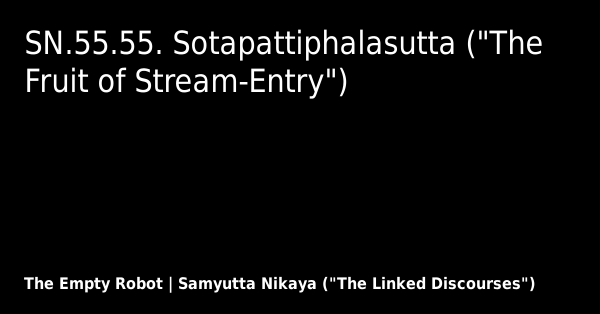 SN.55.55. Sotapattiphalasutta ("The
Fruit of Stream-Entry")
The Empty Robot | Samyutta Nikaya ("The Linked Discourses")